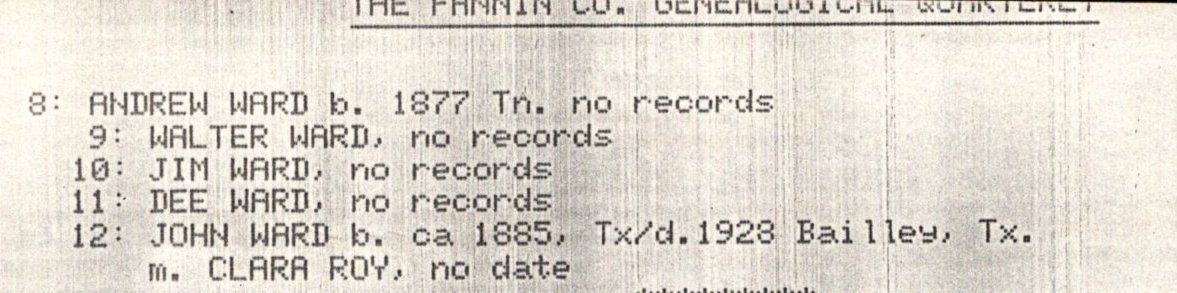 THE FANNIN CO. GENEALOGICAL QUARTERLY
8: ANDREW WARD b. 1877 Tn. no records
9: WALTER WARD, no records
10: JIM WARD, no records
11: DEE WARD, no records
12: JOHN WARD b. ca 1885, Tx/d.1928 Bailley, Tx.
m. CLARA ROY, no date